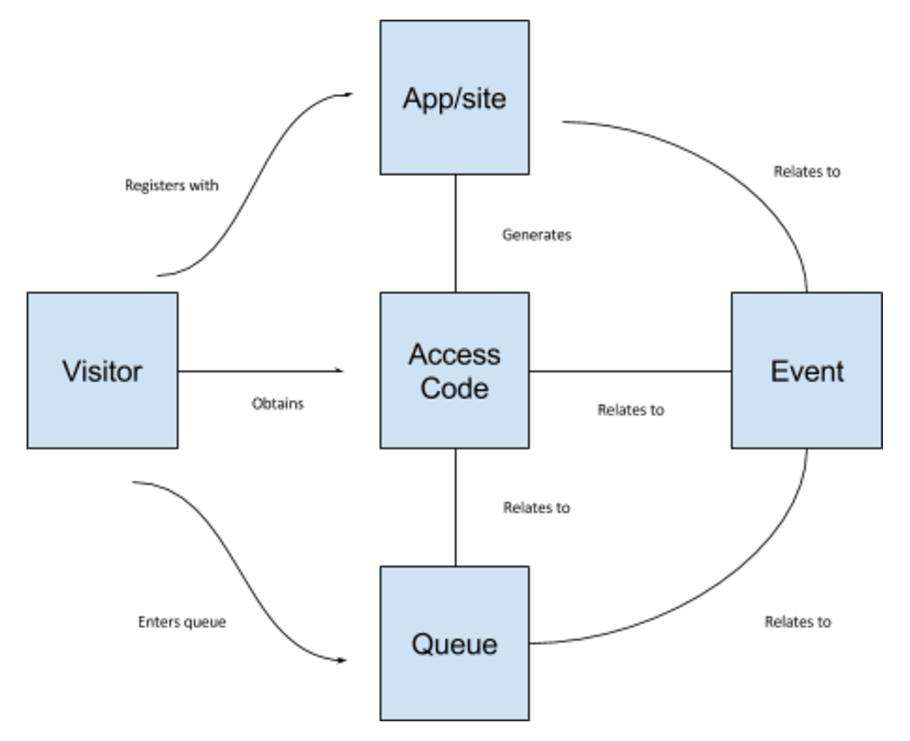 App/site
Relates to
Registers with
Generates
Visitor
Access
Code
Event
Obtains
Relates to
Relates to
Enters queue
Queue
Relates to